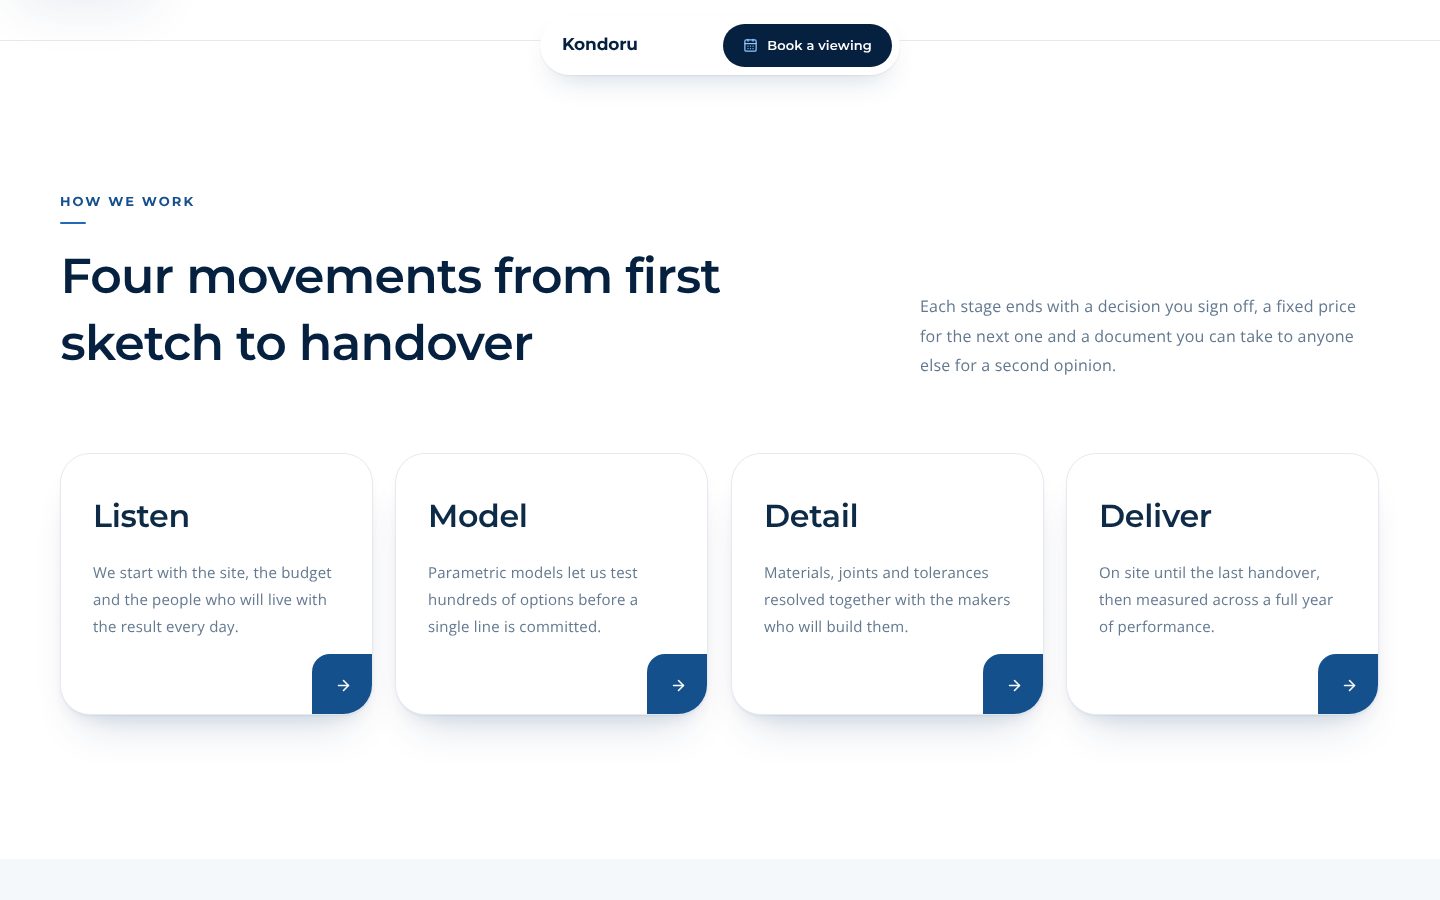 Kondoru
Book a viewing
HOW WE WORK
Four movements from first
sketch to handover
Each stage ends with a decision you sign off, a fixed price
for the next one and a document you can take to anyone
else for a second opinion.
Listen
We start with the site, the budget
and the people who will live with
the result every day.
Model
Parametric models let us test
hundreds of options before a
single line is committed.
Detail
Materials, joints and tolerances
resolved together with the makers
who will build them.
Deliver
On site until the last handover,
then measured across a full year
of performance.